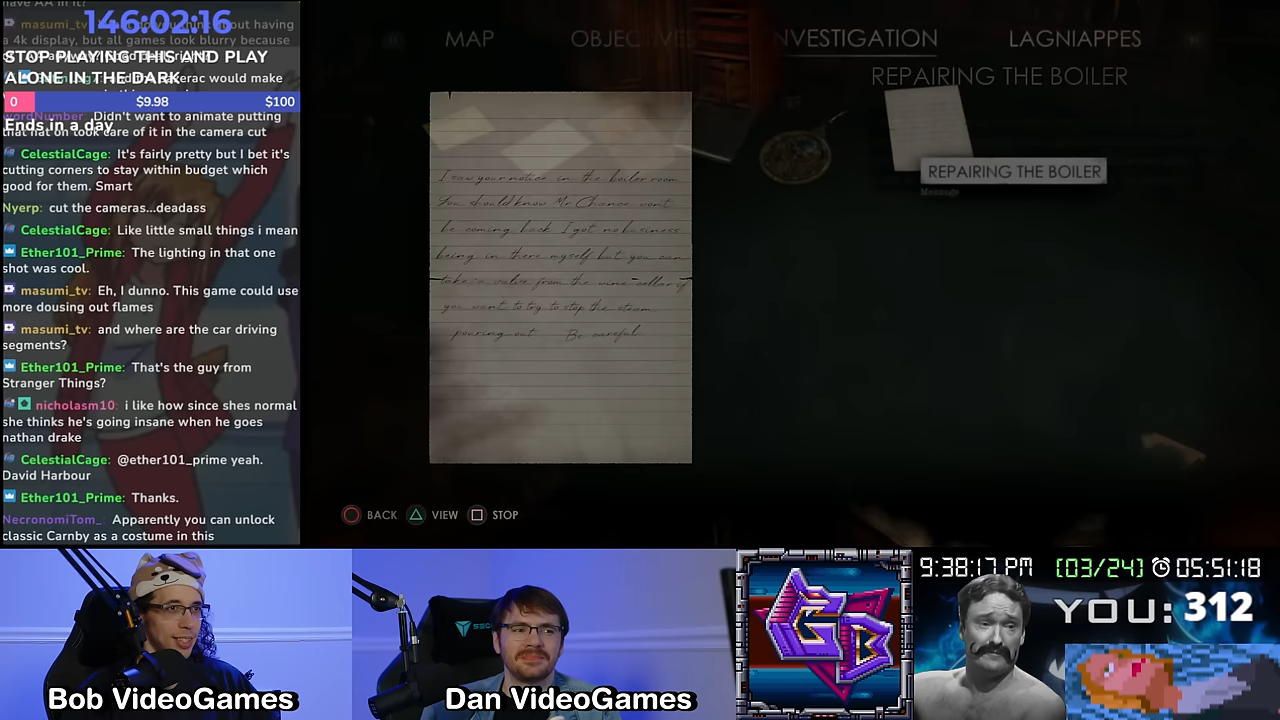 have AA in it?
146:02:16
STOP PLAYING THIS AND PLAY
ALONE IN THE DARK
0 $9.98 $100
Ends in a day
Didn't want to animate putting
that hat on took care of it in the camera cut
CelestialCage: It's fairly pretty but I bet it's
cutting corners to stay within budget which
good for them. Smart
Nyerp: cut the cameras...deadass
CelestialCage: Like little small things i mean
Ether101_Prime: The lighting in that one
shot was cool.
masumi_tv: Eh, I dunno. This game could use
more dousing out flames
masumi_tv: and where are the car driving
segments?
Ether101_Prime: That's the guy from
Stranger Things?
nicholasm10: i like how since shes normal
she thinks he's going insane when he goes
nathan drake
CelestialCage: @ether101_prime yeah.
David Harbour
Ether101_Prime: Thanks.
NecronomiTom_: Apparently you can unlock
classic Carnby as a costume in this
MAP OBJECTIVES INVESTIGATION LAGNIAPPES
REPAIRING THE BOILER
REPAIRING THE BOILER
Message
I saw your notice in the boiler room
You should know Mr Chance won't
be coming back I got no business
being in there myself but you can
take a valve from the wine cellar if
you want to try to stop the steam
pouring out Be careful
BACK VIEW STOP
Bob VideoGames
Dan VideoGames
GB
9:38:17 PM [03/24] 05:51:18
YOU: 312